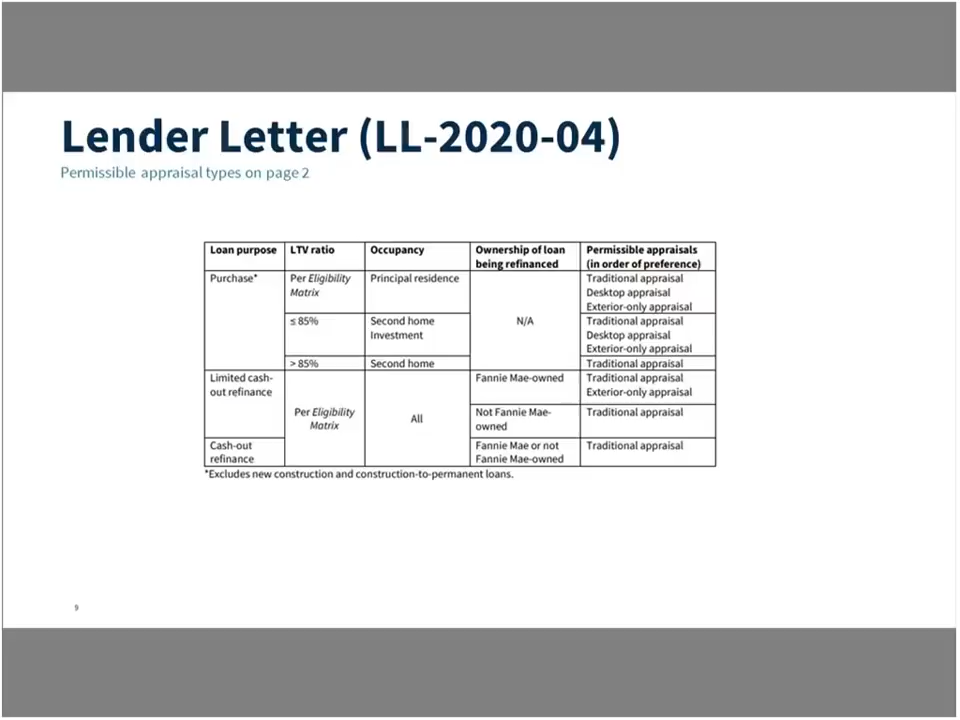 Lender Letter (LL-2020-04)
Permissible appraisal types on page 2
Loan purpose LTV ratio Occupancy Ownership of loan being refinanced Permissible appraisals (in order of preference)
Purchase* Per Eligibility Matrix Principal residence N/A Traditional appraisal
Desktop appraisal
Exterior-only appraisal
≤ 85% Second home Investment Traditional appraisal
Desktop appraisal
Exterior-only appraisal
> 85% Second home Traditional appraisal
Limited cash-out refinance Per Eligibility Matrix All Fannie Mae-owned Traditional appraisal
Exterior-only appraisal
Not Fannie Mae-owned Traditional appraisal
Cash-out refinance Fannie Mae or not Fannie Mae-owned Traditional appraisal
*Excludes new construction and construction-to-permanent loans.
9